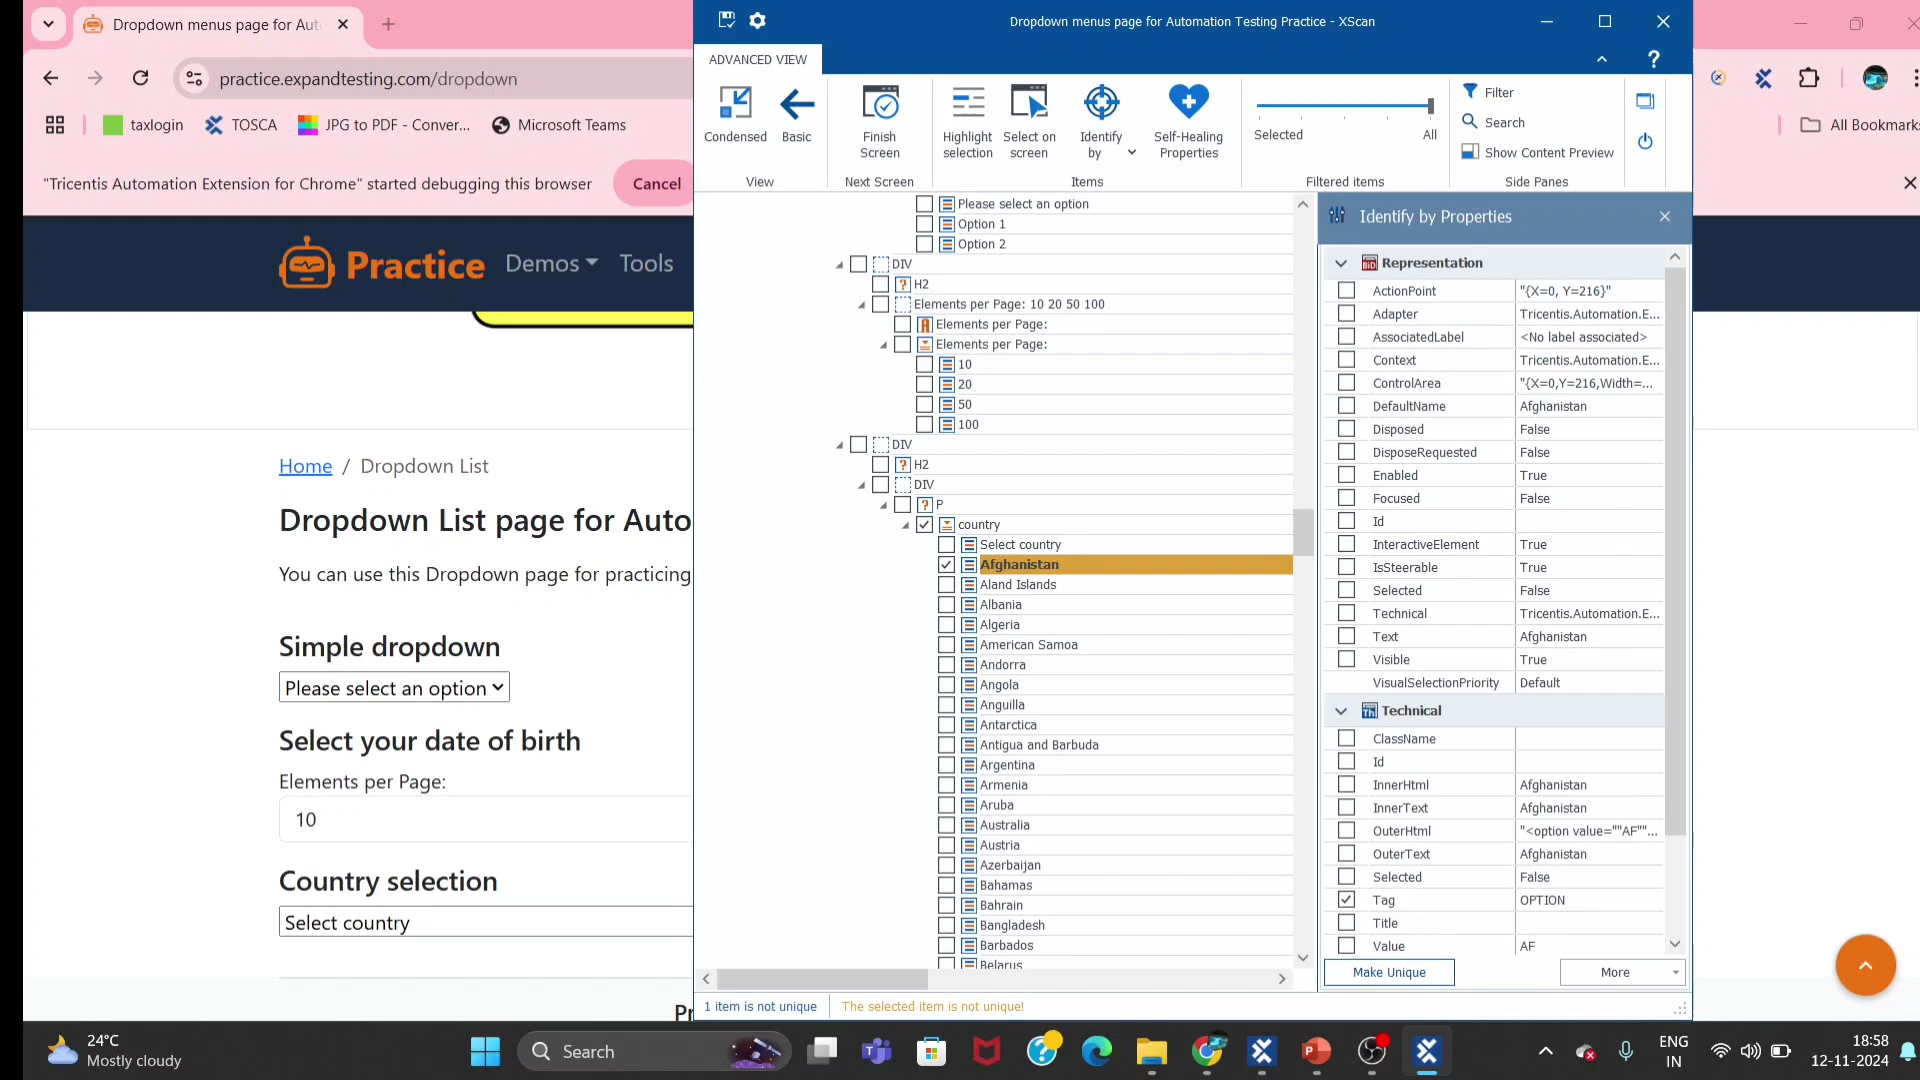 Dropdown menus page for Aut
practice.expandtesting.com/dropdown
taxlogin
TOSCA
JPG to PDF - Conver...
Microsoft Teams
All Bookmarks
"Tricentis Automation Extension for Chrome" started debugging this browser
Cancel
Practice
Demos
Tools
Home / Dropdown List
Dropdown List page for Auto
You can use this Dropdown page for practicing
Simple dropdown
Please select an option
Select your date of birth
Elements per Page:
10
Country selection
Select country
Dropdown menus page for Automation Testing Practice - XScan
ADVANCED VIEW
Condensed
Basic
View
Finish Screen
Next Screen
Highlight selection
Select on screen
Identify by
Self-Healing Properties
Items
Selected
All
Filtered items
Filter
Search
Show Content Preview
Side Panes
Please select an option
Option 1
Option 2
DIV
H2
Elements per Page: 10 20 50 100
Elements per Page:
Elements per Page:
10
20
50
100
DIV
H2
DIV
P
country
Select country
Afghanistan
Aland Islands
Albania
Algeria
American Samoa
Andorra
Angola
Anguilla
Antarctica
Antigua and Barbuda
Argentina
Armenia
Aruba
Australia
Austria
Azerbaijan
Bahamas
Bahrain
Bangladesh
Barbados
Belarus
1 item is not unique
The selected item is not unique!
Identify by Properties
Representation
ActionPoint "{X=0, Y=216}"
Adapter Tricentis.Automation.E...
AssociatedLabel <No label associated>
Context Tricentis.Automation.E...
ControlArea "{X=0,Y=216,Width=...
DefaultName Afghanistan
Disposed False
DisposeRequested False
Enabled True
Focused False
Id
InteractiveElement True
IsSteerable True
Selected False
Technical Tricentis.Automation.E...
Text Afghanistan
Visible True
VisualSelectionPriority Default
Technical
ClassName
Id
InnerHtml Afghanistan
InnerText Afghanistan
OuterHtml "<option value=""AF""...
OuterText Afghanistan
Selected False
Tag OPTION
Title
Value AF
Make Unique
More
24°C
Mostly cloudy
Search
ENG
IN
18:58
12-11-2024